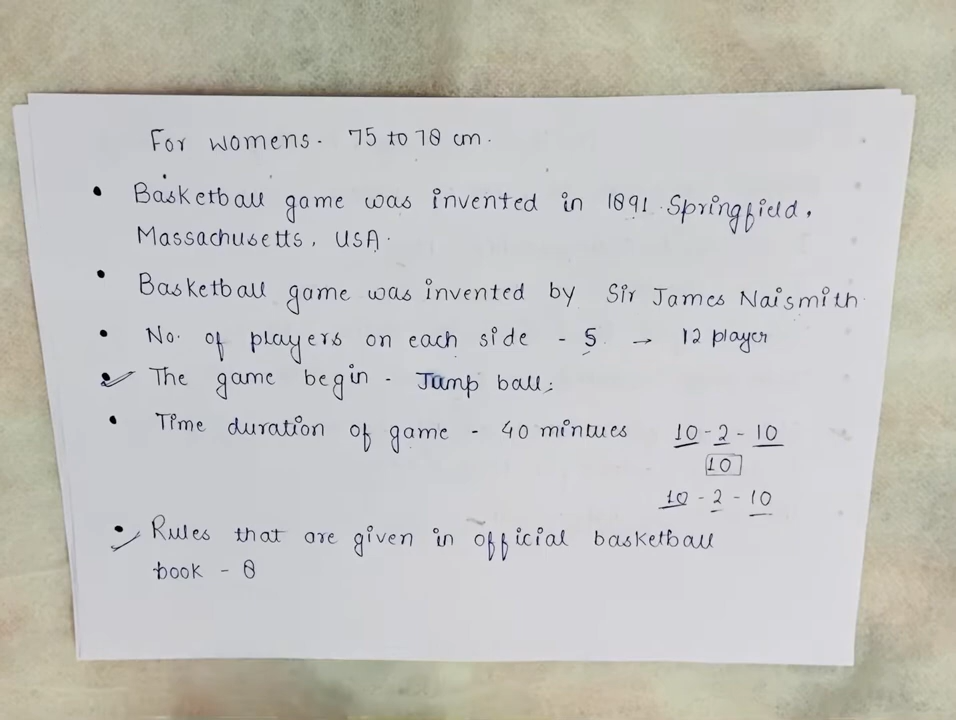 For womens. 75 to 78 cm.
• Basketball game was invented in 1891. Springfield,
Massachusetts, USA.
• Basketball game was invented by Sir James Naismith.
• No. of players on each side - 5 → 12 player
• The game begin - Jamp ball;
• Time duration of game - 40 mintues 10 - 2 - 10
10
10 - 2 - 10
• Rules that are given in official basketball
book - 8